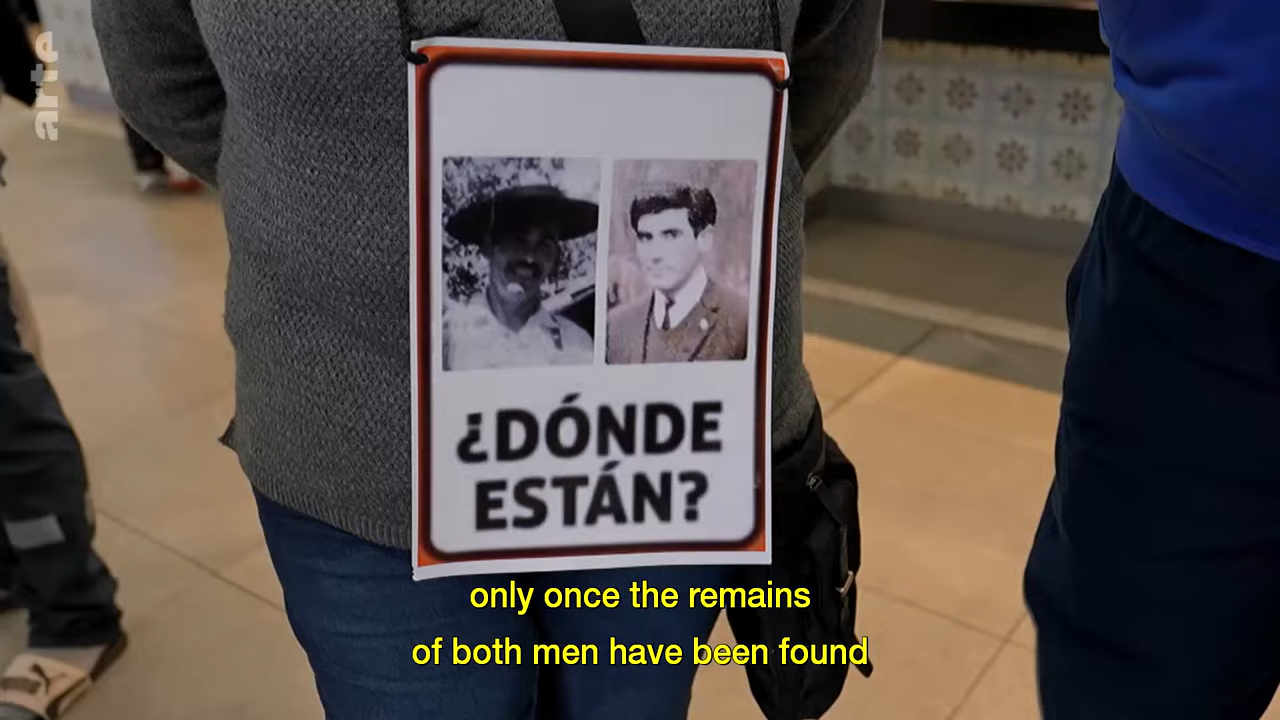 arte
¿DÓNDE
ESTÁN?
only once the remains
of both men have been found